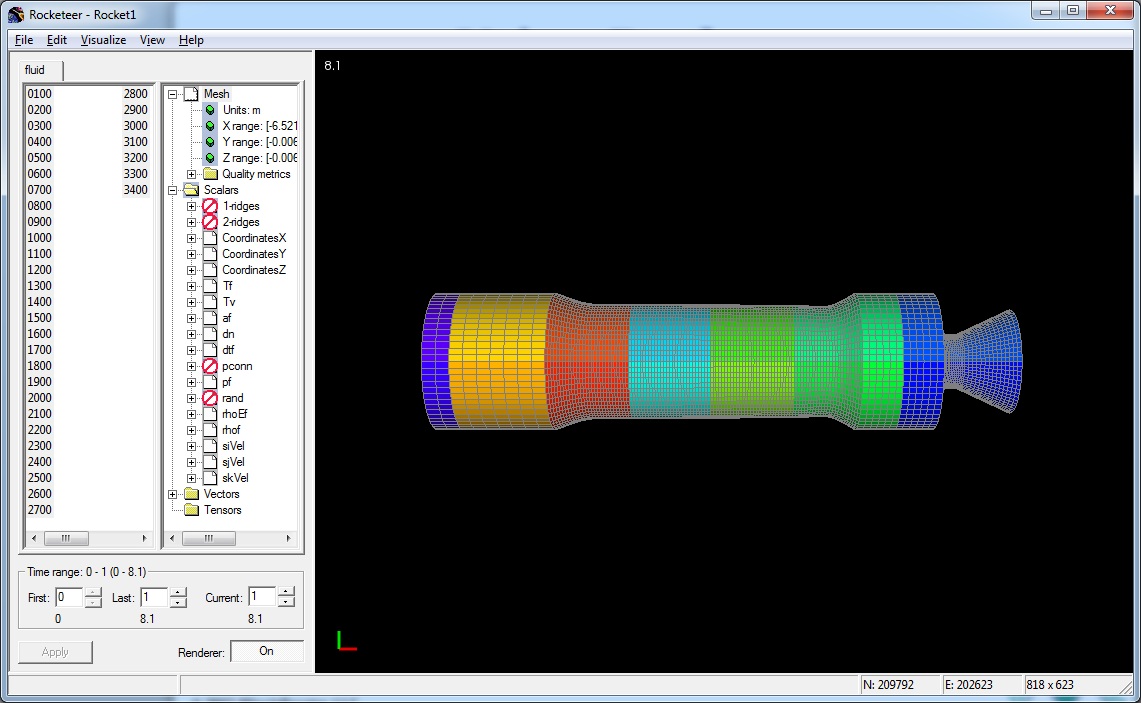 Rocketeer - Rocket1
File Edit Visualize View Help
fluid
0100 2800
0200 2900
0300 3000
0400 3100
0500 3200
0600 3300
0700 3400
0800
0900
1000
1100
1200
1300
1400
1500
1600
1700
1800
1900
2000
2100
2200
2300
2400
2500
2600
2700
Mesh
Units: m
X range: [-6.521
Y range: [-0.006
Z range: [-0.006
Quality metrics
Scalars
1-ridges
2-ridges
CoordinatesX
CoordinatesY
CoordinatesZ
Tf
Tv
af
dn
dtf
pconn
pf
rand
rhoEf
rhof
siVel
sjVel
skVel
Vectors
Tensors
8.1
Time range: 0 - 1 (0 - 8.1)
First: 0 Last: 1 Current: 1
0 8.1 8.1
Apply Renderer: On
N: 209792 E: 202623 818 x 623